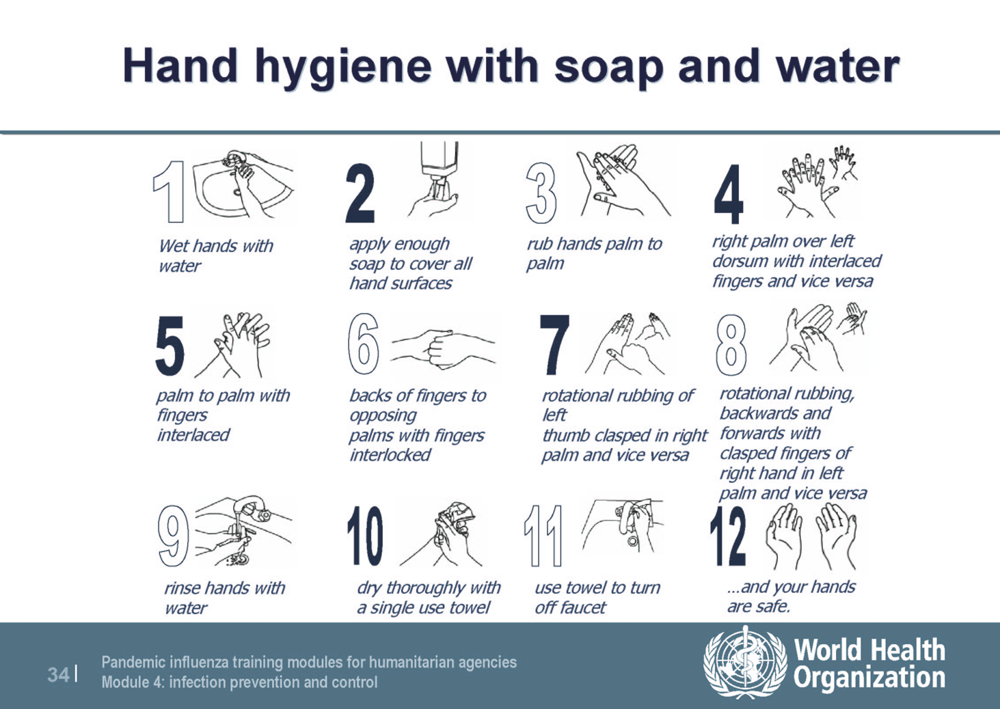 Hand hygiene with soap and water
1
Wet hands with
water
2
apply enough
soap to cover all
hand surfaces
3
rub hands palm to
palm
4
right palm over left
dorsum with interlaced
fingers and vice versa
5
palm to palm with
fingers
interlaced
6
backs of fingers to
opposing
palms with fingers
interlocked
7
rotational rubbing of
left
thumb clasped in right
palm and vice versa
8
rotational rubbing,
backwards and
forwards with
clasped fingers of
right hand in left
palm and vice versa
9
rinse hands with
water
10
dry thoroughly with
a single use towel
11
use towel to turn
off faucet
12
...and your hands
are safe.
34 |
Pandemic influenza training modules for humanitarian agencies
Module 4: infection prevention and control
World Health
Organization